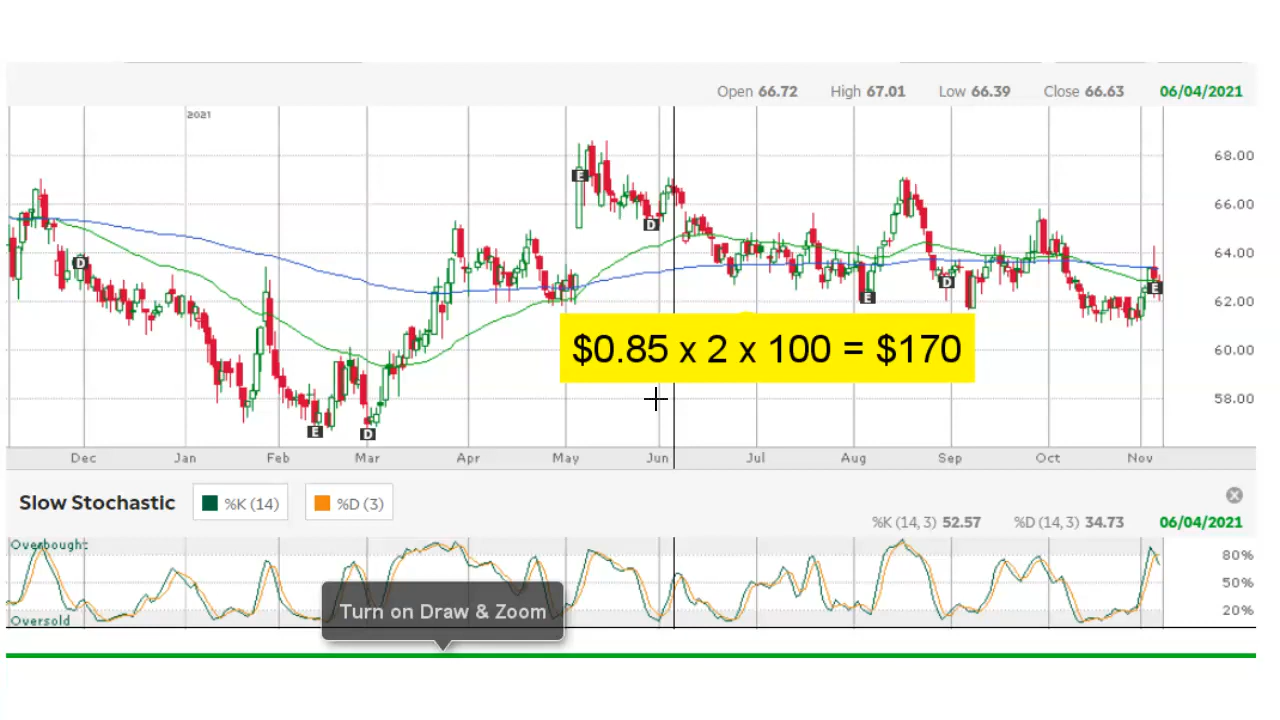 Open 66.72 High 67.01 Low 66.39 Close 66.63 06/04/2021
2021
68.00
66.00
64.00
62.00
60.00
58.00
E
D
D
E
D
E
D
E
D
$0.85 x 2 x 100 = $170
Dec Jan Feb Mar Apr May Jun Jul Aug Sep Oct Nov
Slow Stochastic %K (14) %D (3)
%K (14, 3) 52.57 %D (14, 3) 34.73 06/04/2021
Overbought
80%
50%
20%
Oversold
Turn on Draw & Zoom